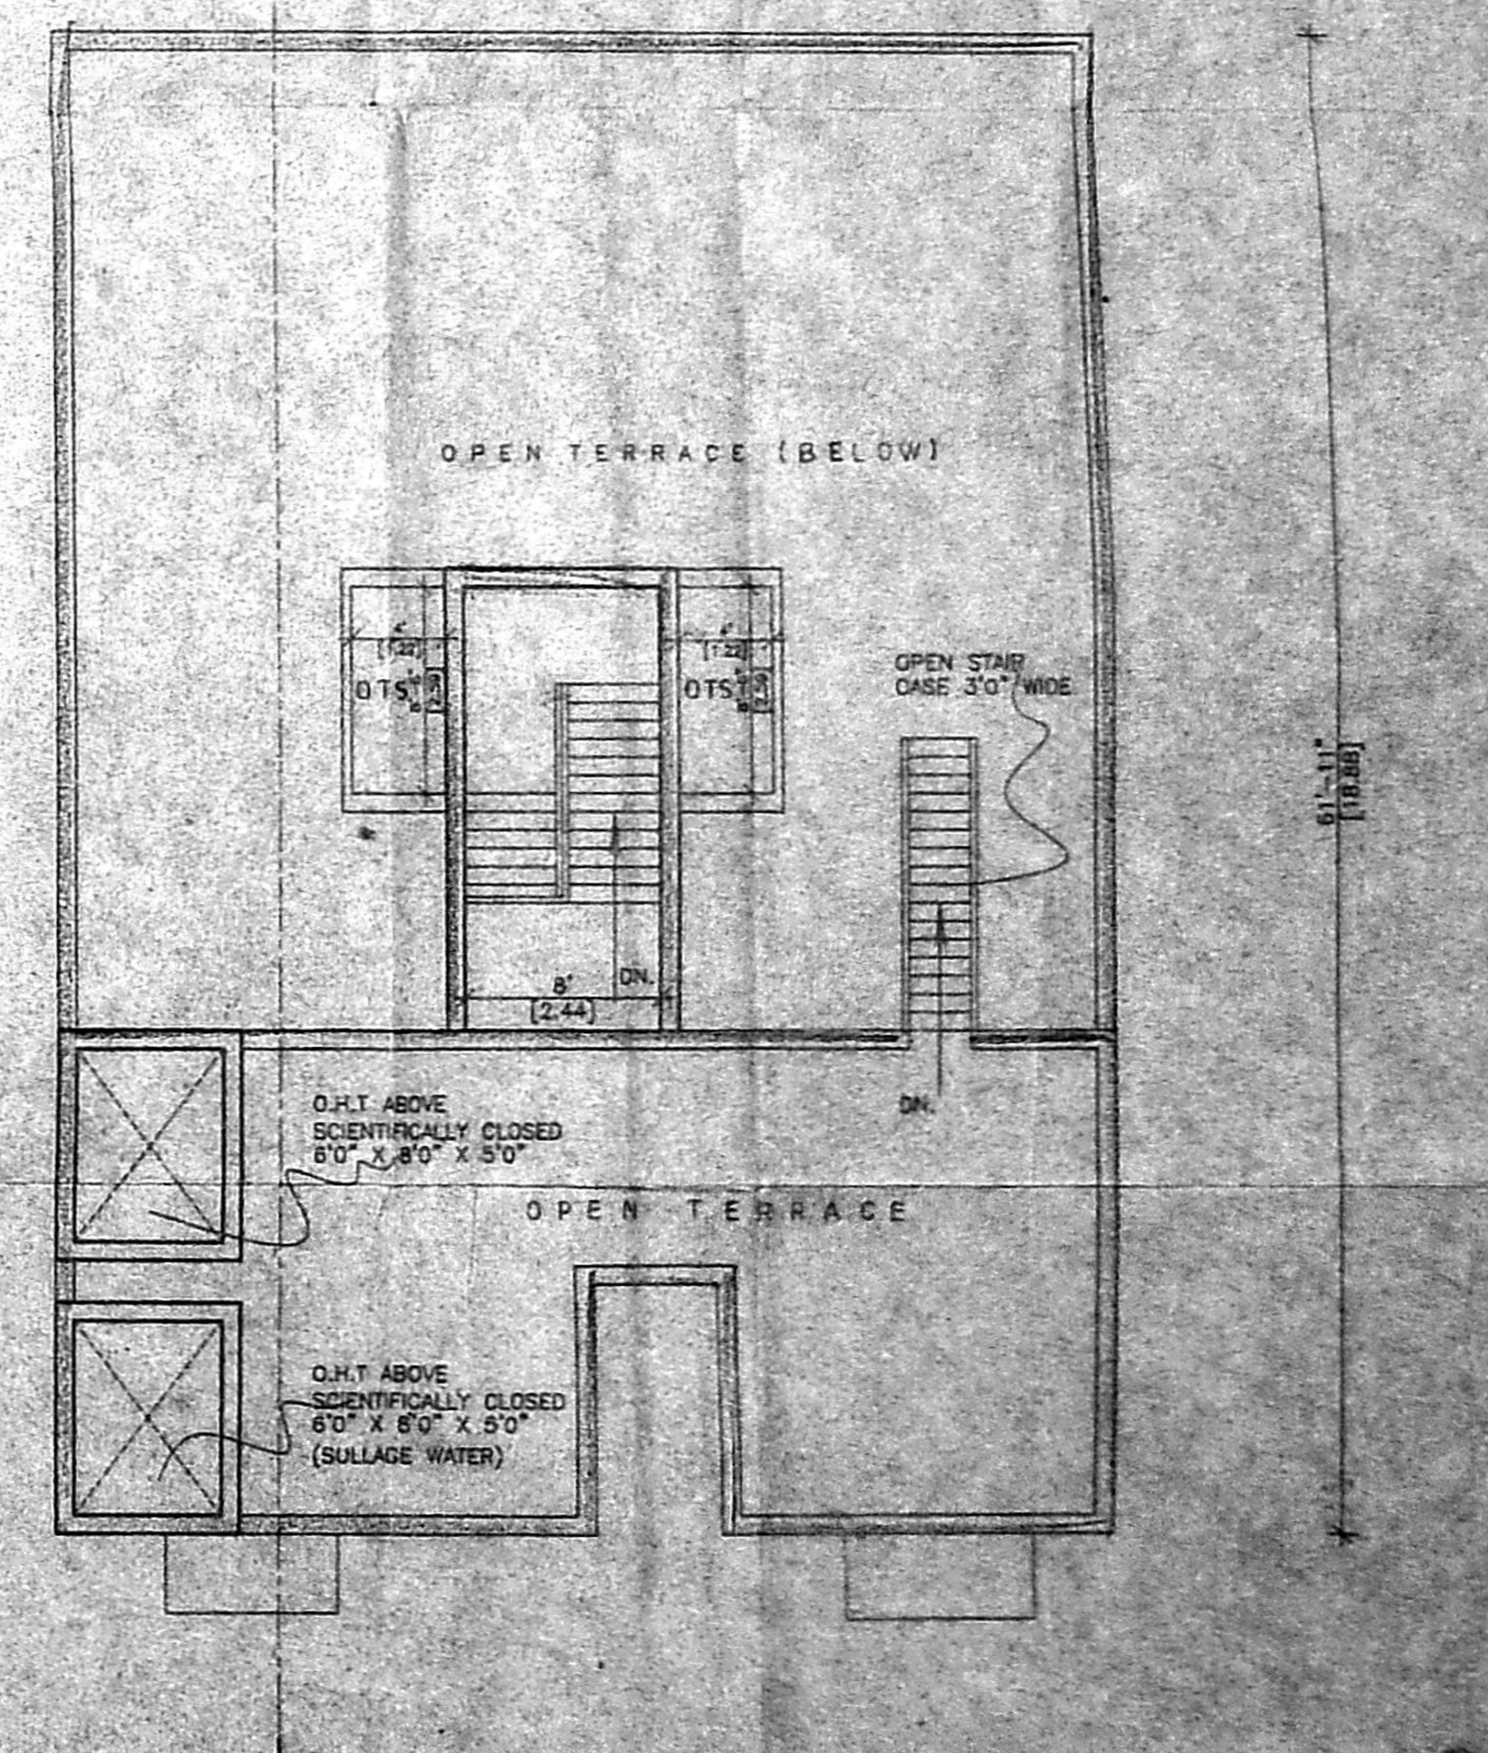 OPEN TERRACE (BELOW)
4'
[1.22]
OTS
4'
[1.22]
OTS
OPEN STAIR
CASE 3'0" WIDE
61'-11"
[18.88]
DN.
8'
[2.44]
DN.
O.H.T ABOVE
SCIENTIFICALLY CLOSED
6'0" X 8'0" X 5'0"
OPEN TERRACE
O.H.T ABOVE
SCIENTIFICALLY CLOSED
6'0" X 8'0" X 5'0"
(SULLAGE WATER)